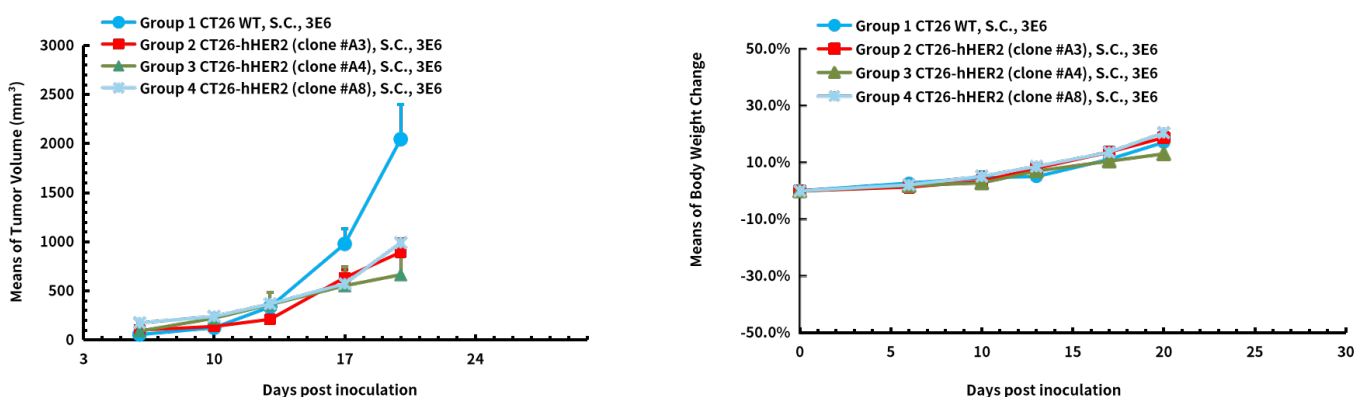 Group 1 CT26 WT, S.C., 3E6
Group 2 CT26-hHER2 (clone #A3), S.C., 3E6
Group 3 CT26-hHER2 (clone #A4), S.C., 3E6
Group 4 CT26-hHER2 (clone #A8), S.C., 3E6
Means of Tumor Volume (mm³)
3000
2500
2000
1500
1000
500
0
3 10 17 24
Days post inoculation
Group 1 CT26 WT, S.C., 3E6
Group 2 CT26-hHER2 (clone #A3), S.C., 3E6
Group 3 CT26-hHER2 (clone #A4), S.C., 3E6
Group 4 CT26-hHER2 (clone #A8), S.C., 3E6
Means of Body Weight Change
50.0%
30.0%
10.0%
-10.0%
-30.0%
-50.0%
0 5 10 15 20 25 30
Days post inoculation